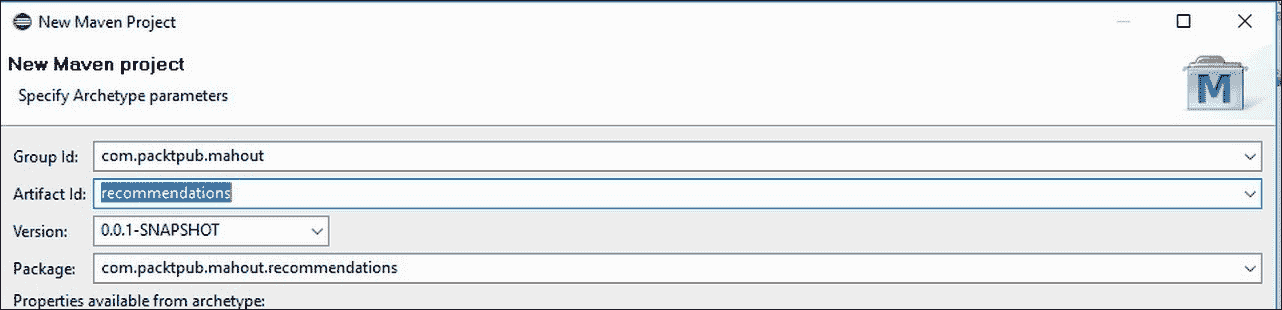 New Maven Project
New Maven project
Specify Archetype parameters
M
Group Id: com.packtpub.mahout
Artifact Id: recommendations
Version: 0.0.1-SNAPSHOT
Package: com.packtpub.mahout.recommendations
Properties available from archetype: